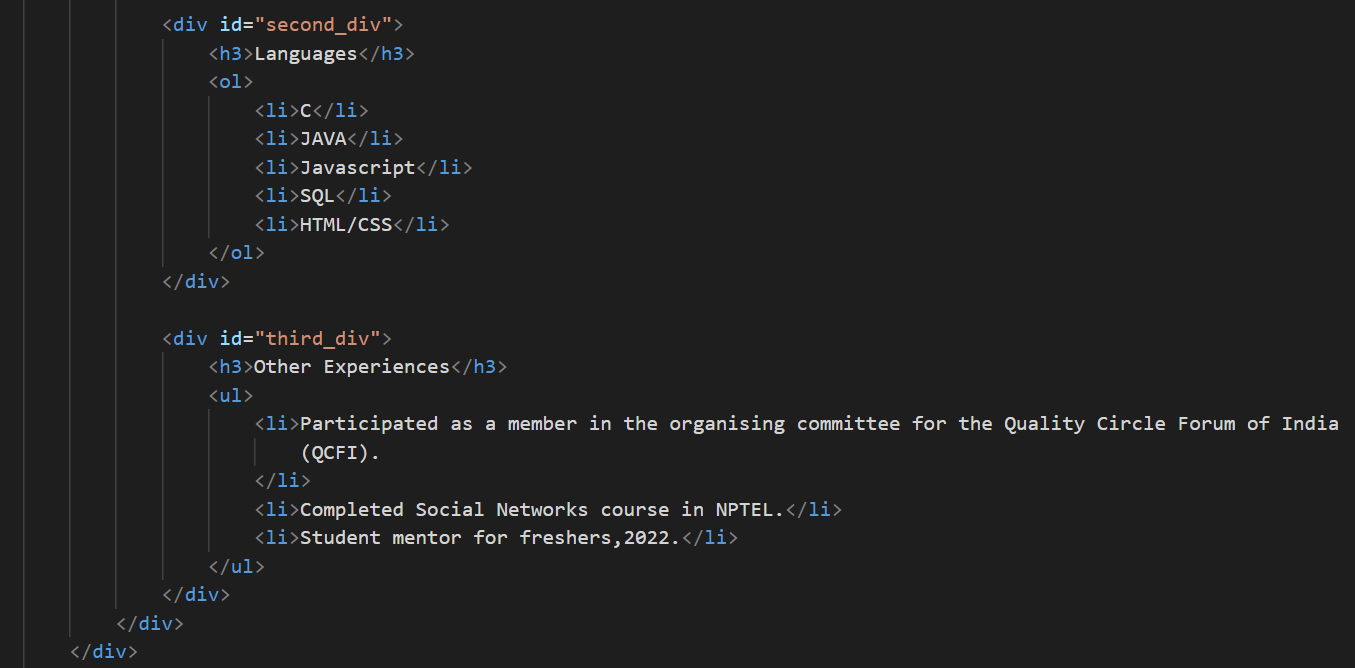 <div id="second_div">
<h3>Languages</h3>
<ol>
<li>C</li>
<li>JAVA</li>
<li>Javascript</li>
<li>SQL</li>
<li>HTML/CSS</li>
</ol>
</div>
<div id="third_div">
<h3>Other Experiences</h3>
<ul>
<li>Participated as a member in the organising committee for the Quality Circle Forum of India
(QCFI).
</li>
<li>Completed Social Networks course in NPTEL.</li>
<li>Student mentor for freshers,2022.</li>
</ul>
</div>
</div>
</div>